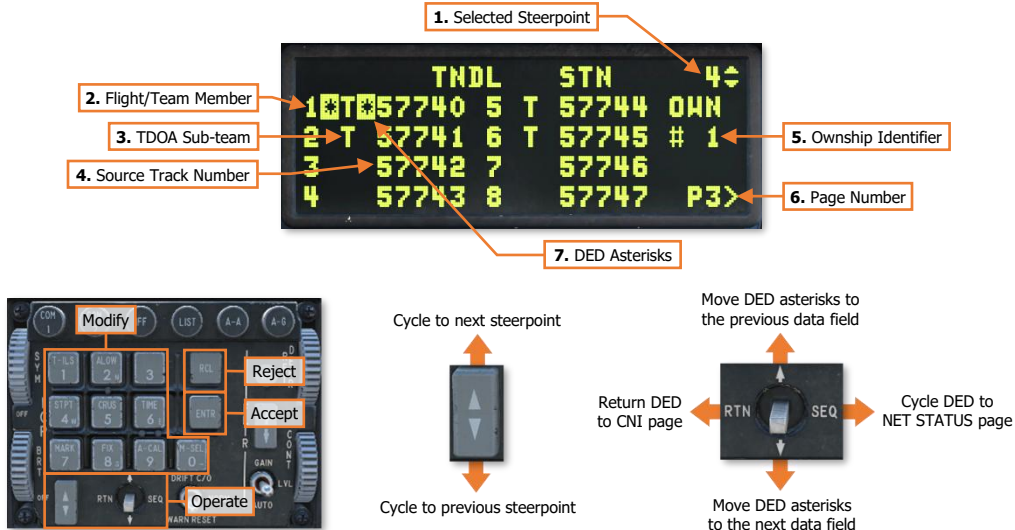 1. Selected Steerpoint
TNDL STN 4
1*T*57740 5 T 57744 OWN
2 T 57741 6 T 57745 # 1
3 57742 7 57746
4 57743 8 57747 P3>
2. Flight/Team Member
3. TDOA Sub-team
4. Source Track Number
5. Ownship Identifier
6. Page Number
7. DED Asterisks
COM 1
Modify
FF
LIST
A-A
A-G
SYM
T-ILS 1
ALOW 2 N
3
RCL
Reject
OFF
STPT 4 W
CRUS 5
TIME 6 E
ENTR
Accept
CONT
BRT
MARK 7
FIX 8 S
A-CAL 9
M-SEL 0
GAIN
LVL
AUTO
OFF
RTN
SEQ
DRIFT C/O
Operate
WARN RESET
Cycle to next steerpoint
Cycle to previous steerpoint
Move DED asterisks to
the previous data field
Return DED
to CNI page
RTN
SEQ
Cycle DED to
NET STATUS page
Move DED asterisks
to the next data field